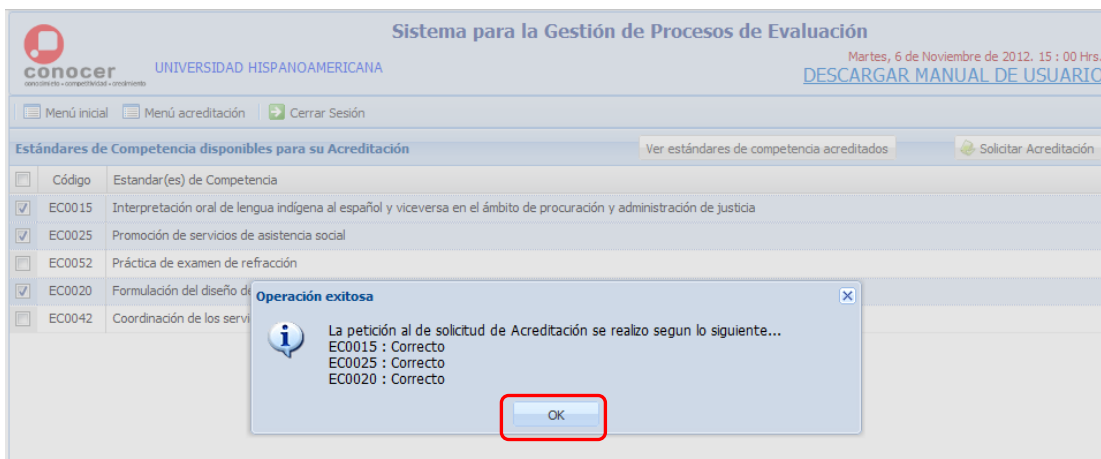 Sistema para la Gestión de Procesos de Evaluación
Martes, 6 de Noviembre de 2012. 15 : 00 Hrs.
conocer
conocimiento • competitividad • crecimiento
UNIVERSIDAD HISPANOAMERICANA
DESCARGAR MANUAL DE USUARIO
Menú inicial Menú acreditación Cerrar Sesión
Estándares de Competencia disponibles para su Acreditación Ver estándares de competencia acreditados Solicitar Acreditación
Código Estandar(es) de Competencia
EC0015 Interpretación oral de lengua indígena al español y viceversa en el ámbito de procuración y administración de justicia
EC0025 Promoción de servicios de asistencia social
EC0052 Práctica de examen de refracción
EC0020 Formulación del diseño de
EC0042 Coordinación de los servi
Operación exitosa
La petición al de solicitud de Acreditación se realizo segun lo siguiente...
EC0015 : Correcto
EC0025 : Correcto
EC0020 : Correcto
OK